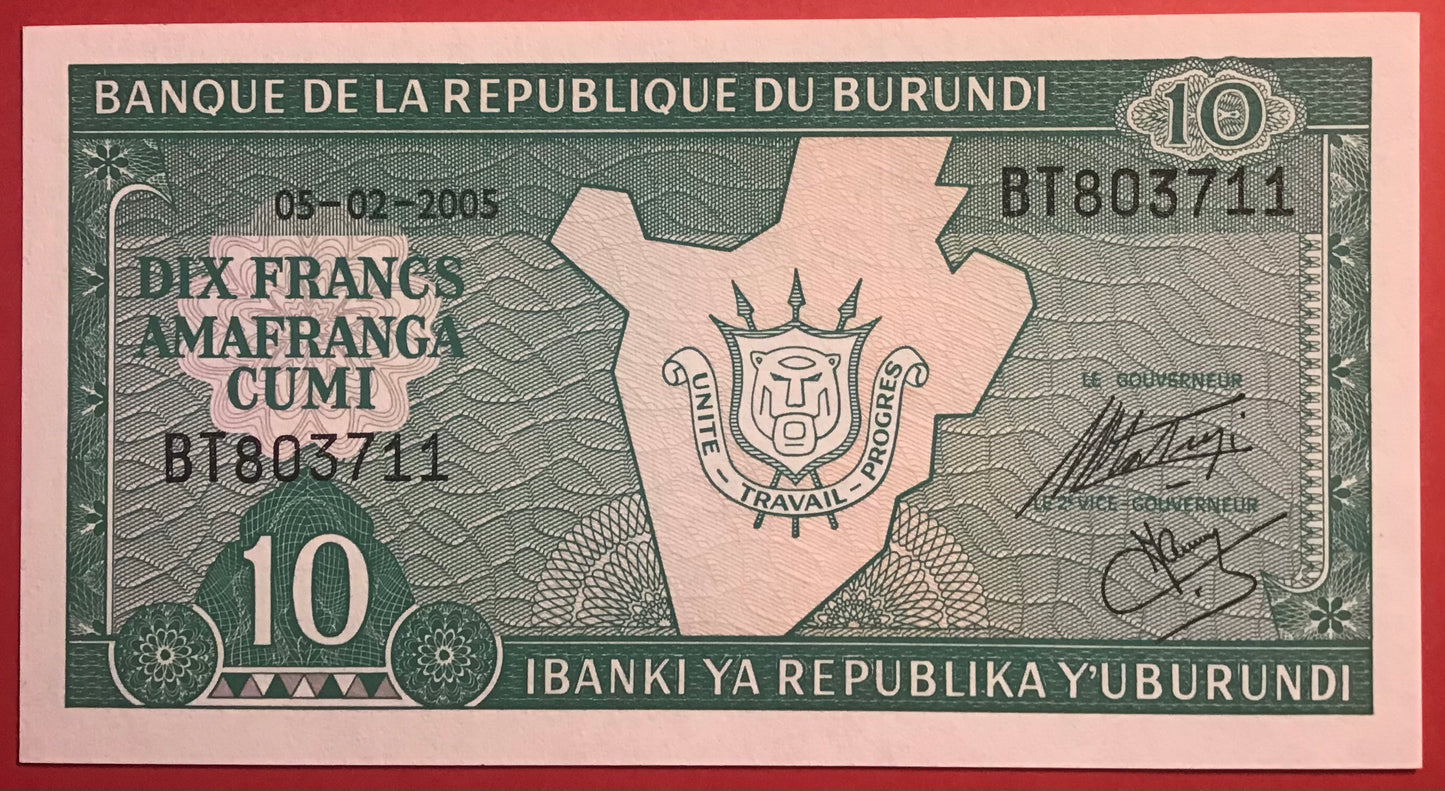 BANQUE DE LA REPUBLIQUE DU BURUNDI
10
05-02-2005
BT803711
DIX FRANCS
AMAFRANGA
CUMI
BT803711
UNITE - TRAVAIL - PROGRES
LE GOUVERNEUR
LE 2e VICE-GOUVERNEUR
10
IBANKI YA REPUBLIKA Y'UBURUNDI